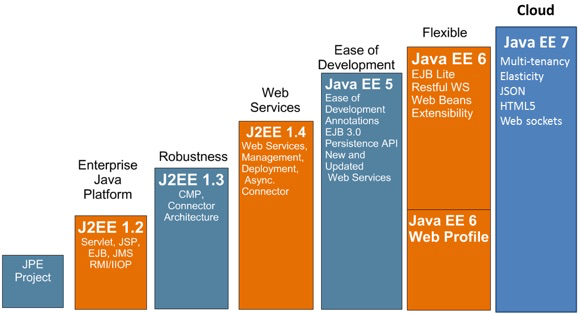 JPE
Project
Enterprise
Java
Platform
J2EE 1.2
Servlet, JSP,
EJB, JMS
RMI/IIOP
Robustness
J2EE 1.3
CMP,
Connector
Architecture
Web
Services
J2EE 1.4
Web Services,
Management,
Deployment,
Async.
Connector
Ease of
Development
Java EE 5
Ease of
Development
Annotations
EJB 3.0
Persistence API
New and
Updated
Web Services
Flexible
Java EE 6
EJB Lite
Restful WS
Web Beans
Extensibility
Java EE 6
Web Profile
Cloud
Java EE 7
Multi-tenancy
Elasticity
JSON
HTML5
Web sockets